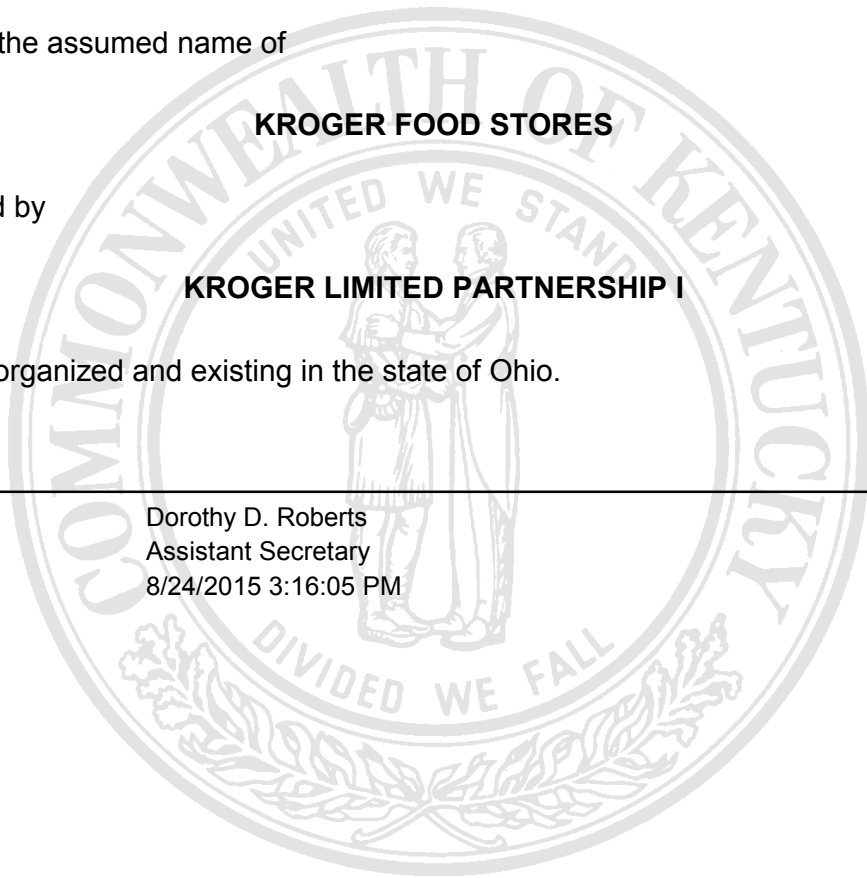 the assumed name of
KROGER FOOD STORES
d by
KROGER LIMITED PARTNERSHIP I
organized and existing in the state of Ohio.
Dorothy D. Roberts
Assistant Secretary
8/24/2015 3:16:05 PM
COMMONWEALTH OF KENTUCKY
UNITED WE STAND
DIVIDED WE FALL